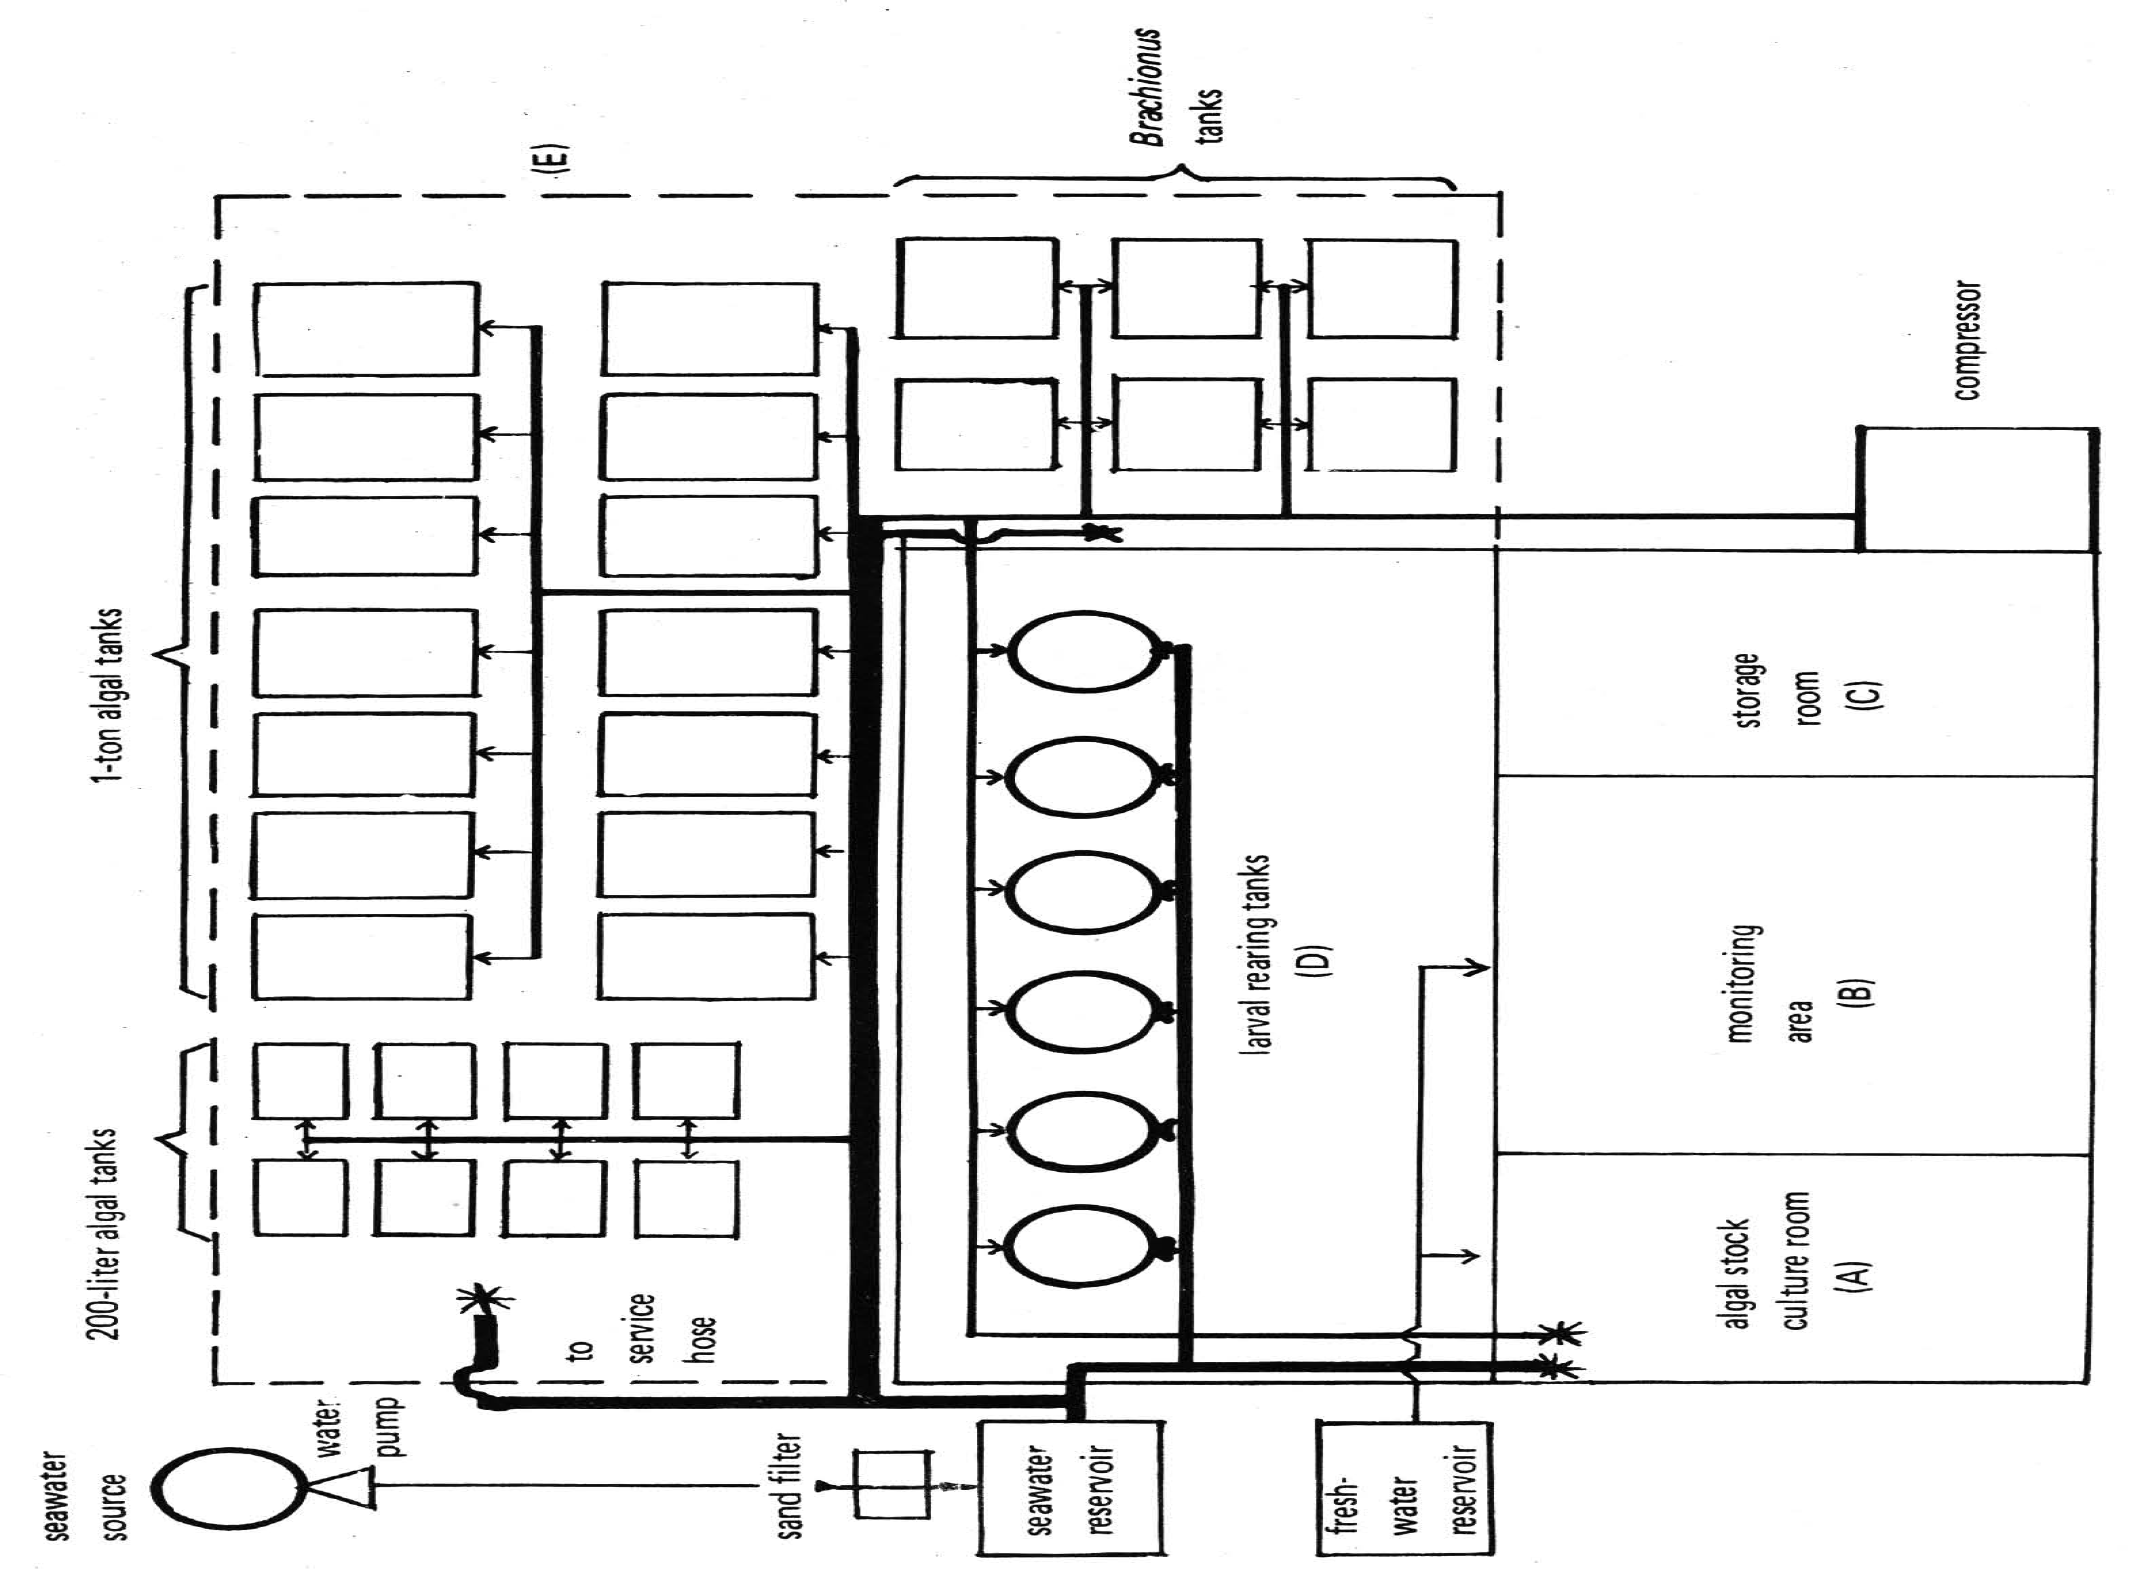 seawater
source
water
pump
sand filter
seawater
reservoir
fresh-
water
reservoir
200-liter algal tanks
to
service
hose
1-ton algal tanks
(E)
Brachionus
tanks
larval rearing tanks
(D)
algal stock
culture room
(A)
monitoring
area
(B)
storage
room
(C)
compressor